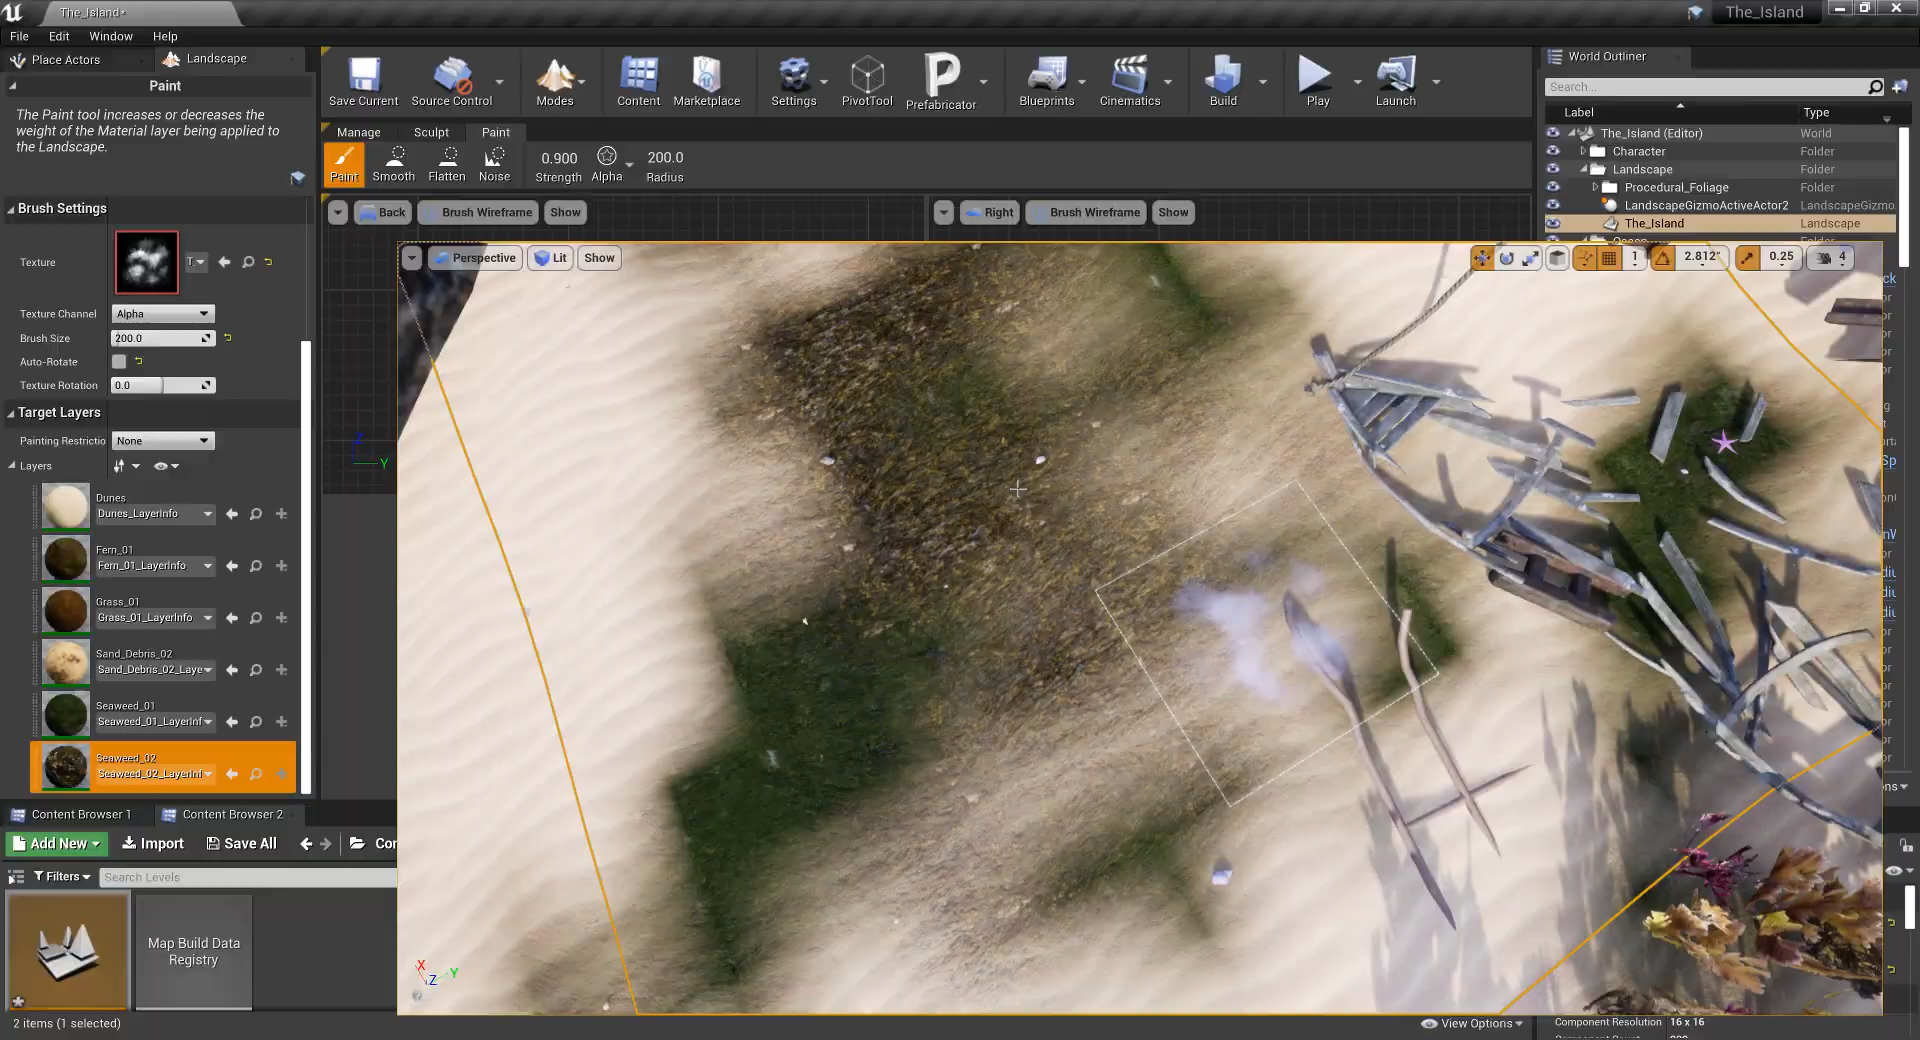 The_Island•
The_Island
File Edit Window Help
Place Actors
Landscape
Paint
The Paint tool increases or decreases the
weight of the Material layer being applied to
the Landscape.
Save Current
Source Control
Modes
Content
Marketplace
Settings
PivotTool
Prefabricator
Blueprints
Cinematics
Build
Play
Launch
Manage Sculpt Paint
Paint
Smooth
Flatten
Noise
0.900
Strength
Alpha
200.0
Radius
Back
Brush Wireframe
Show
Right
Brush Wireframe
Show
Perspective
Lit
Show
1
2.812°
0.25
4
Brush Settings
Texture
T
Texture Channel
Alpha
Brush Size
200.0
Auto-Rotate
Texture Rotation
0.0
Target Layers
Painting Restrictio
None
Layers
Dunes
Dunes_LayerInfo
Fern_01
Fern_01_LayerInfo
Grass_01
Grass_01_LayerInfo
Sand_Debris_02
Sand_Debris_02_Laye
Seaweed_01
Seaweed_01_LayerInf
Seaweed_02
Seaweed_02_LayerInf
Z
Y
X
Z
Y
Content Browser 1
Content Browser 2
Add New
Import
Save All
Con
Filters
Search Levels
Map Build Data
Registry
2 items (1 selected)
View Options
World Outliner
Search...
Label Type
The_Island (Editor) World
Character Folder
Landscape Folder
Procedural_Foliage Folder
LandscapeGizmoActiveActor2 LandscapeGizmo
The_Island Landscape
Component Resolution 16 x 16